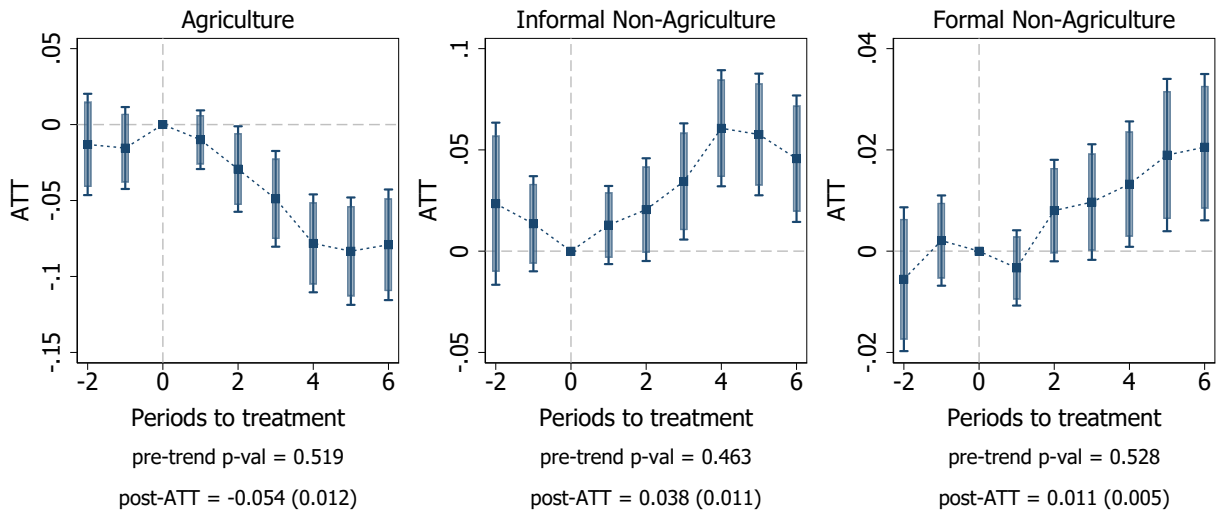 Agriculture
.05
0
-.05
-.1
-.15
ATT
-2 0 2 4 6
Periods to treatment
pre-trend p-val = 0.519
post-ATT = -0.054 (0.012)
Informal Non-Agriculture
.1
.05
0
-.05
ATT
-2 0 2 4 6
Periods to treatment
pre-trend p-val = 0.463
post-ATT = 0.038 (0.011)
Formal Non-Agriculture
.04
.02
0
-.02
ATT
-2 0 2 4 6
Periods to treatment
pre-trend p-val = 0.528
post-ATT = 0.011 (0.005)